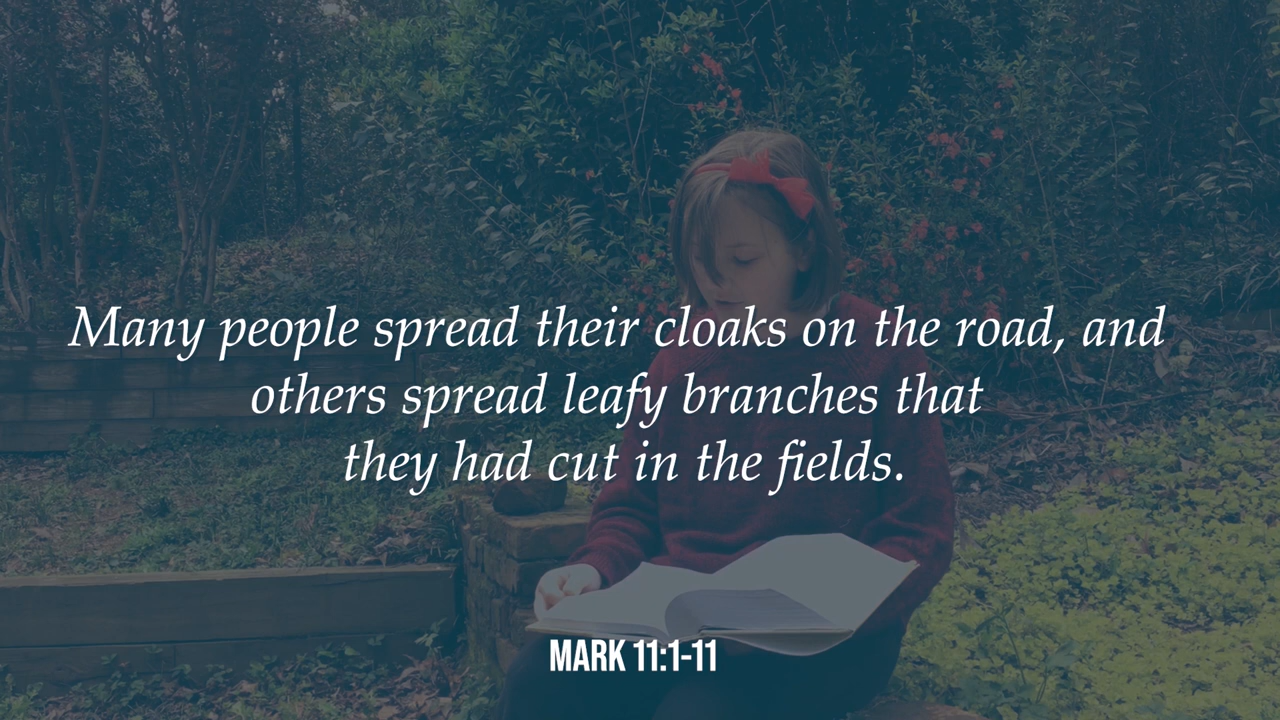 Many people spread their cloaks on the road, and
others spread leafy branches that
they had cut in the fields.
MARK 11:1-11